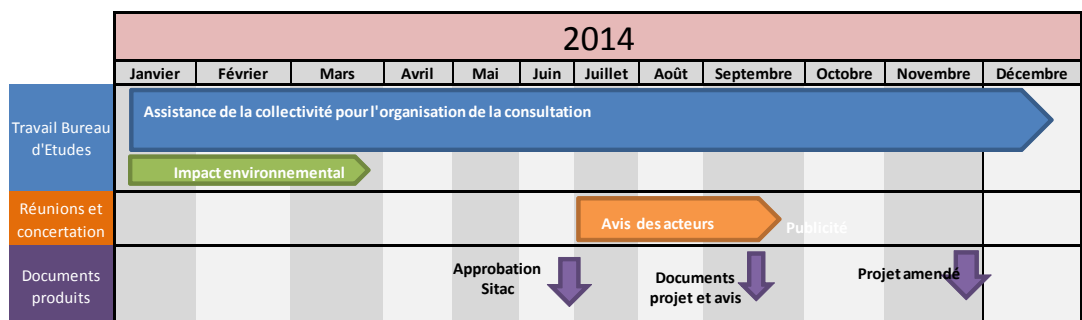 2014
Janvier Février Mars Avril Mai Juin Juillet Août Septembre Octobre Novembre Décembre
Travail Bureau
d'Etudes
Assistance de la collectivité pour l'organisation de la consultation
Impact environnemental
Réunions et
concertation
Avis des acteurs
Publicité
Documents
produits
Approbation
Sitac
Documents
projet et avis
Projet amendé